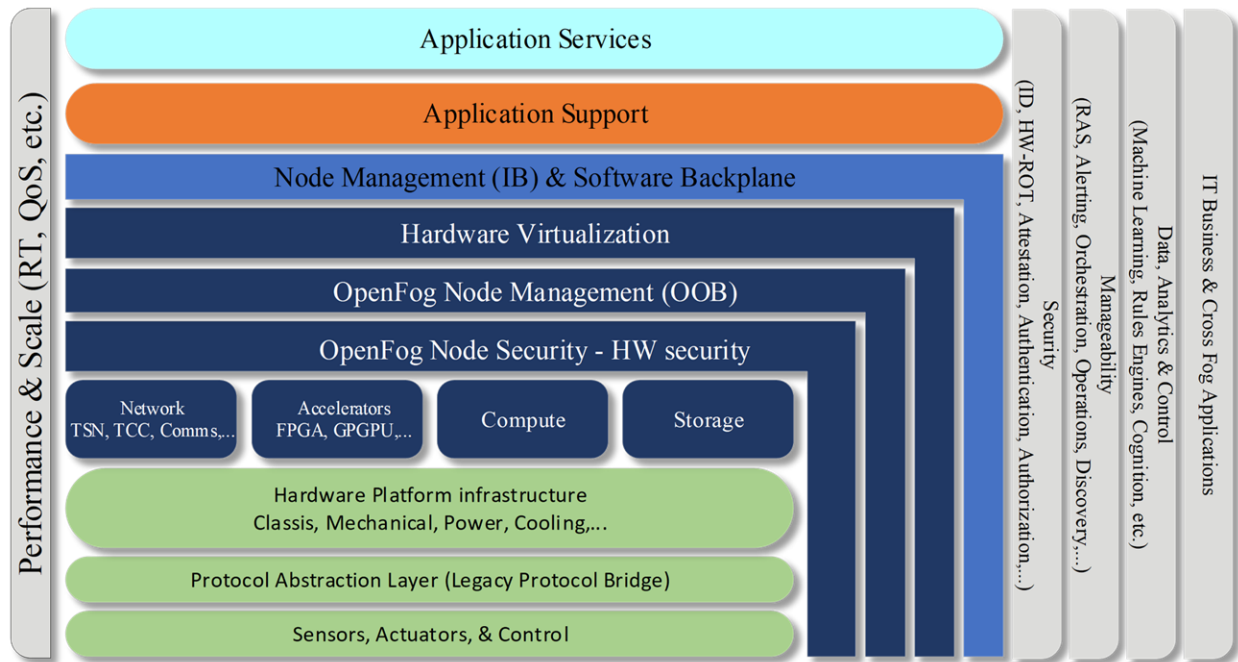 Performance & Scale (RT, QoS, etc.)
Application Services
Application Support
Node Management (IB) & Software Backplane
Hardware Virtualization
OpenFog Node Management (OOB)
OpenFog Node Security - HW security
Network
TSN, TCC, Comms,...
Accelerators
FPGA, GPGPU,...
Compute
Storage
Hardware Platform infrastructure
Classis, Mechanical, Power, Cooling,...
Protocol Abstraction Layer (Legacy Protocol Bridge)
Sensors, Actuators, & Control
Security
(ID, HW-ROT, Attestation, Authentication, Authorization,...)
Manageability
(RAS, Alerting, Orchestration, Operations, Discovery,...)
Data, Analytics & Control
(Machine Learning, Rules Engines, Cognition, etc.)
IT Business & Cross Fog Applications